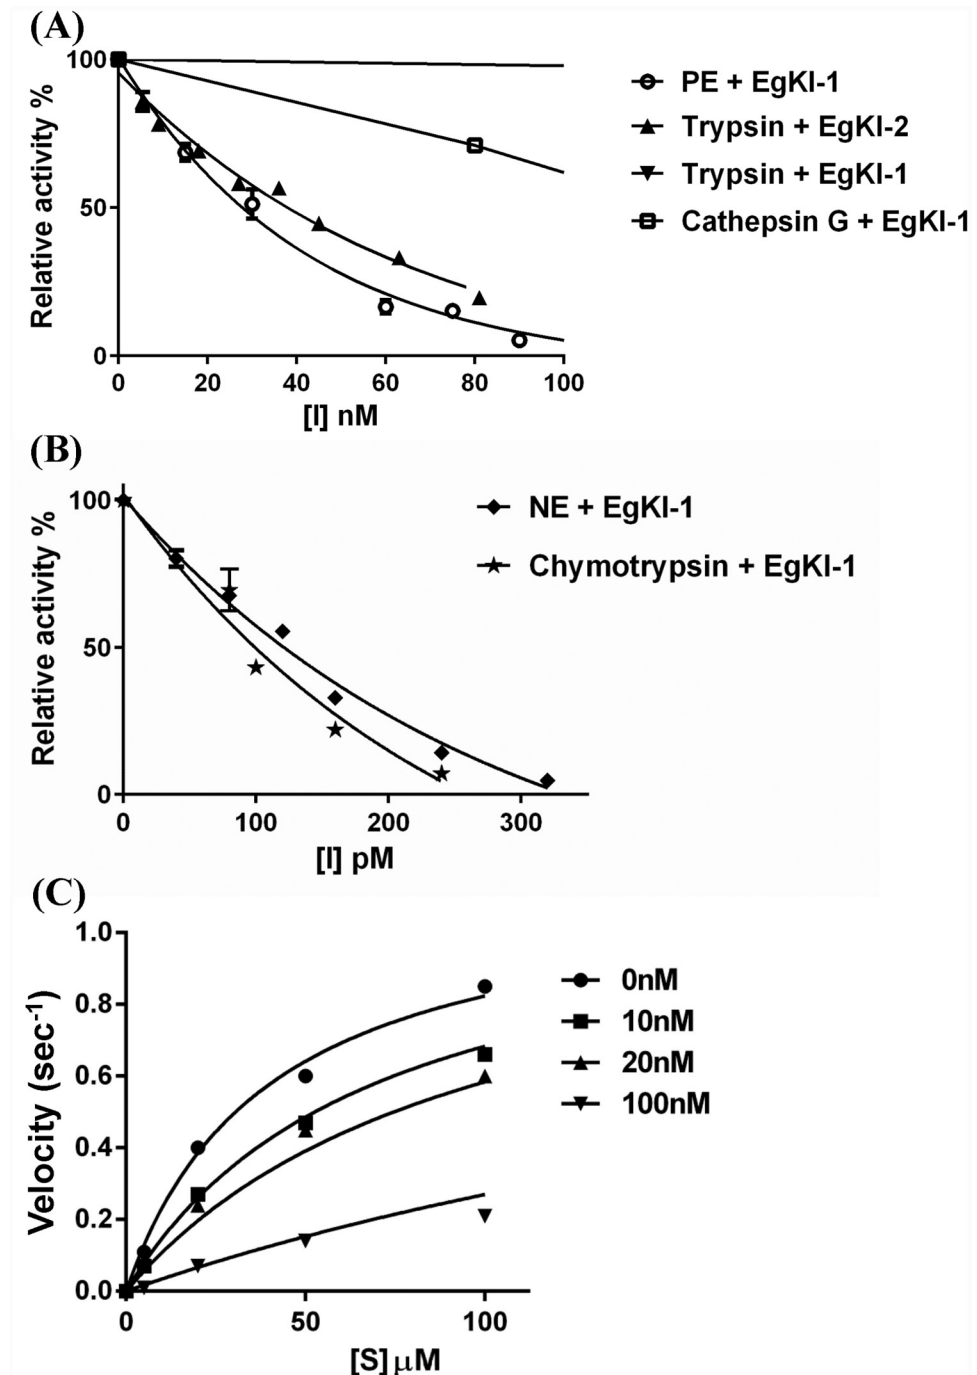 (A)
Relative activity %
100
50
0
0 20 40 60 80 100
[I] nM
PE + EgKI-1
Trypsin + EgKI-2
Trypsin + EgKI-1
Cathepsin G + EgKI-1
(B)
Relative activity %
100
50
0
0 100 200 300
[I] pM
NE + EgKI-1
Chymotrypsin + EgKI-1
(C)
Velocity (sec⁻¹)
1.0
0.8
0.6
0.4
0.2
0.0
0 50 100
[S] µM
0nM
10nM
20nM
100nM